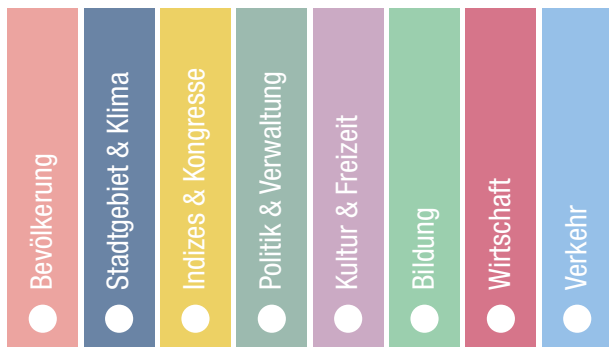 Bevölkerung
Stadtgebiet & Klima
Indizes & Kongresse
Politik & Verwaltung
Kultur & Freizeit
Bildung
Wirtschaft
Verkehr